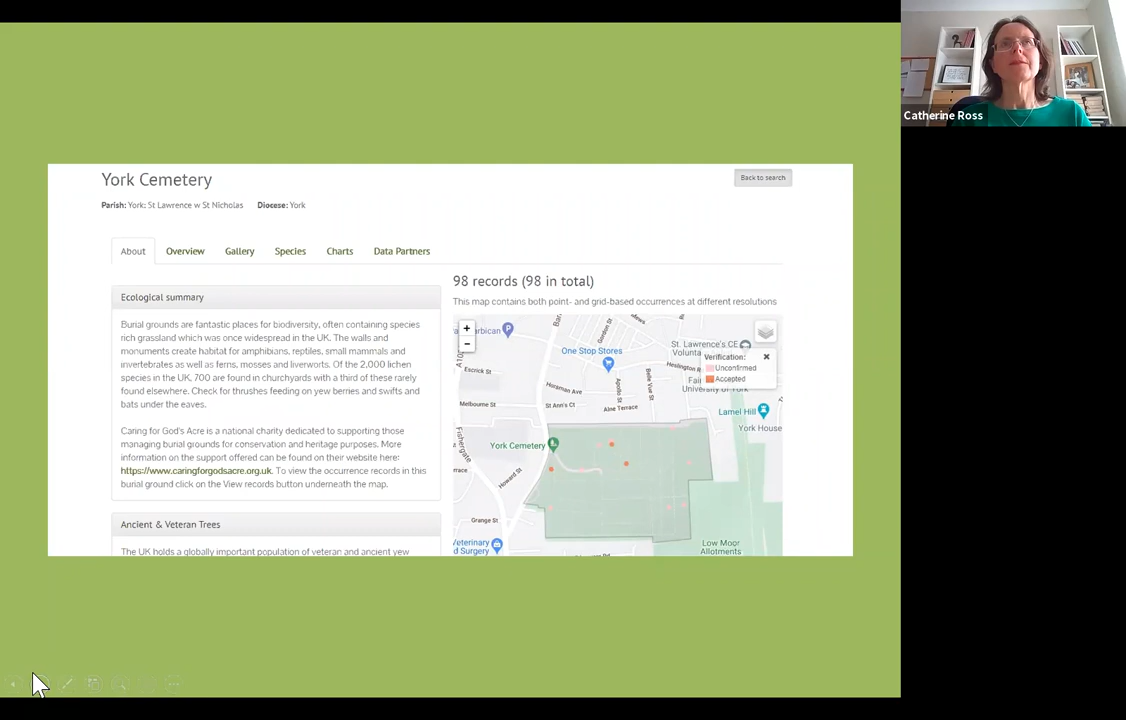 Catherine Ross
York Cemetery
Back to search
Parish: York: St Lawrence w St Nicholas Diocese: York
About Overview Gallery Species Charts Data Partners
98 records (98 in total)
This map contains both point- and grid-based occurrences at different resolutions
Ecological summary
Burial grounds are fantastic places for biodiversity, often containing species
rich grassland which was once widespread in the UK. The walls and
monuments create habitat for amphibians, reptiles, small mammals and
invertebrates as well as ferns, mosses and liverworts. Of the 2,000 lichen
species in the UK, 700 are found in churchyards with a third of these rarely
found elsewhere. Check for thrushes feeding on yew berries and swifts and
bats under the eaves.
Caring for God's Acre is a national charity dedicated to supporting those
managing burial grounds for conservation and heritage purposes. More
information on the support offered can be found on their website here:
https://www.caringforgodsacre.org.uk. To view the occurrence records in this
burial ground click on the View records button underneath the map.
Ancient & Veteran Trees
The UK holds a globally important population of veteran and ancient yew
+
−
P
One Stop Stores
Gordon St
St. Lawrence's CE
Verification:
Unconfirmed
Accepted
Escrick St
Horsman Ave
Apollo St
Belle Vue St
Heslington
University of York
Melbourne St
St Ann's Ct
Alne Terrace
Lamel Hill
York House
Fishergate
York Cemetery
Howard St
Grange St
Low Moor
Allotments